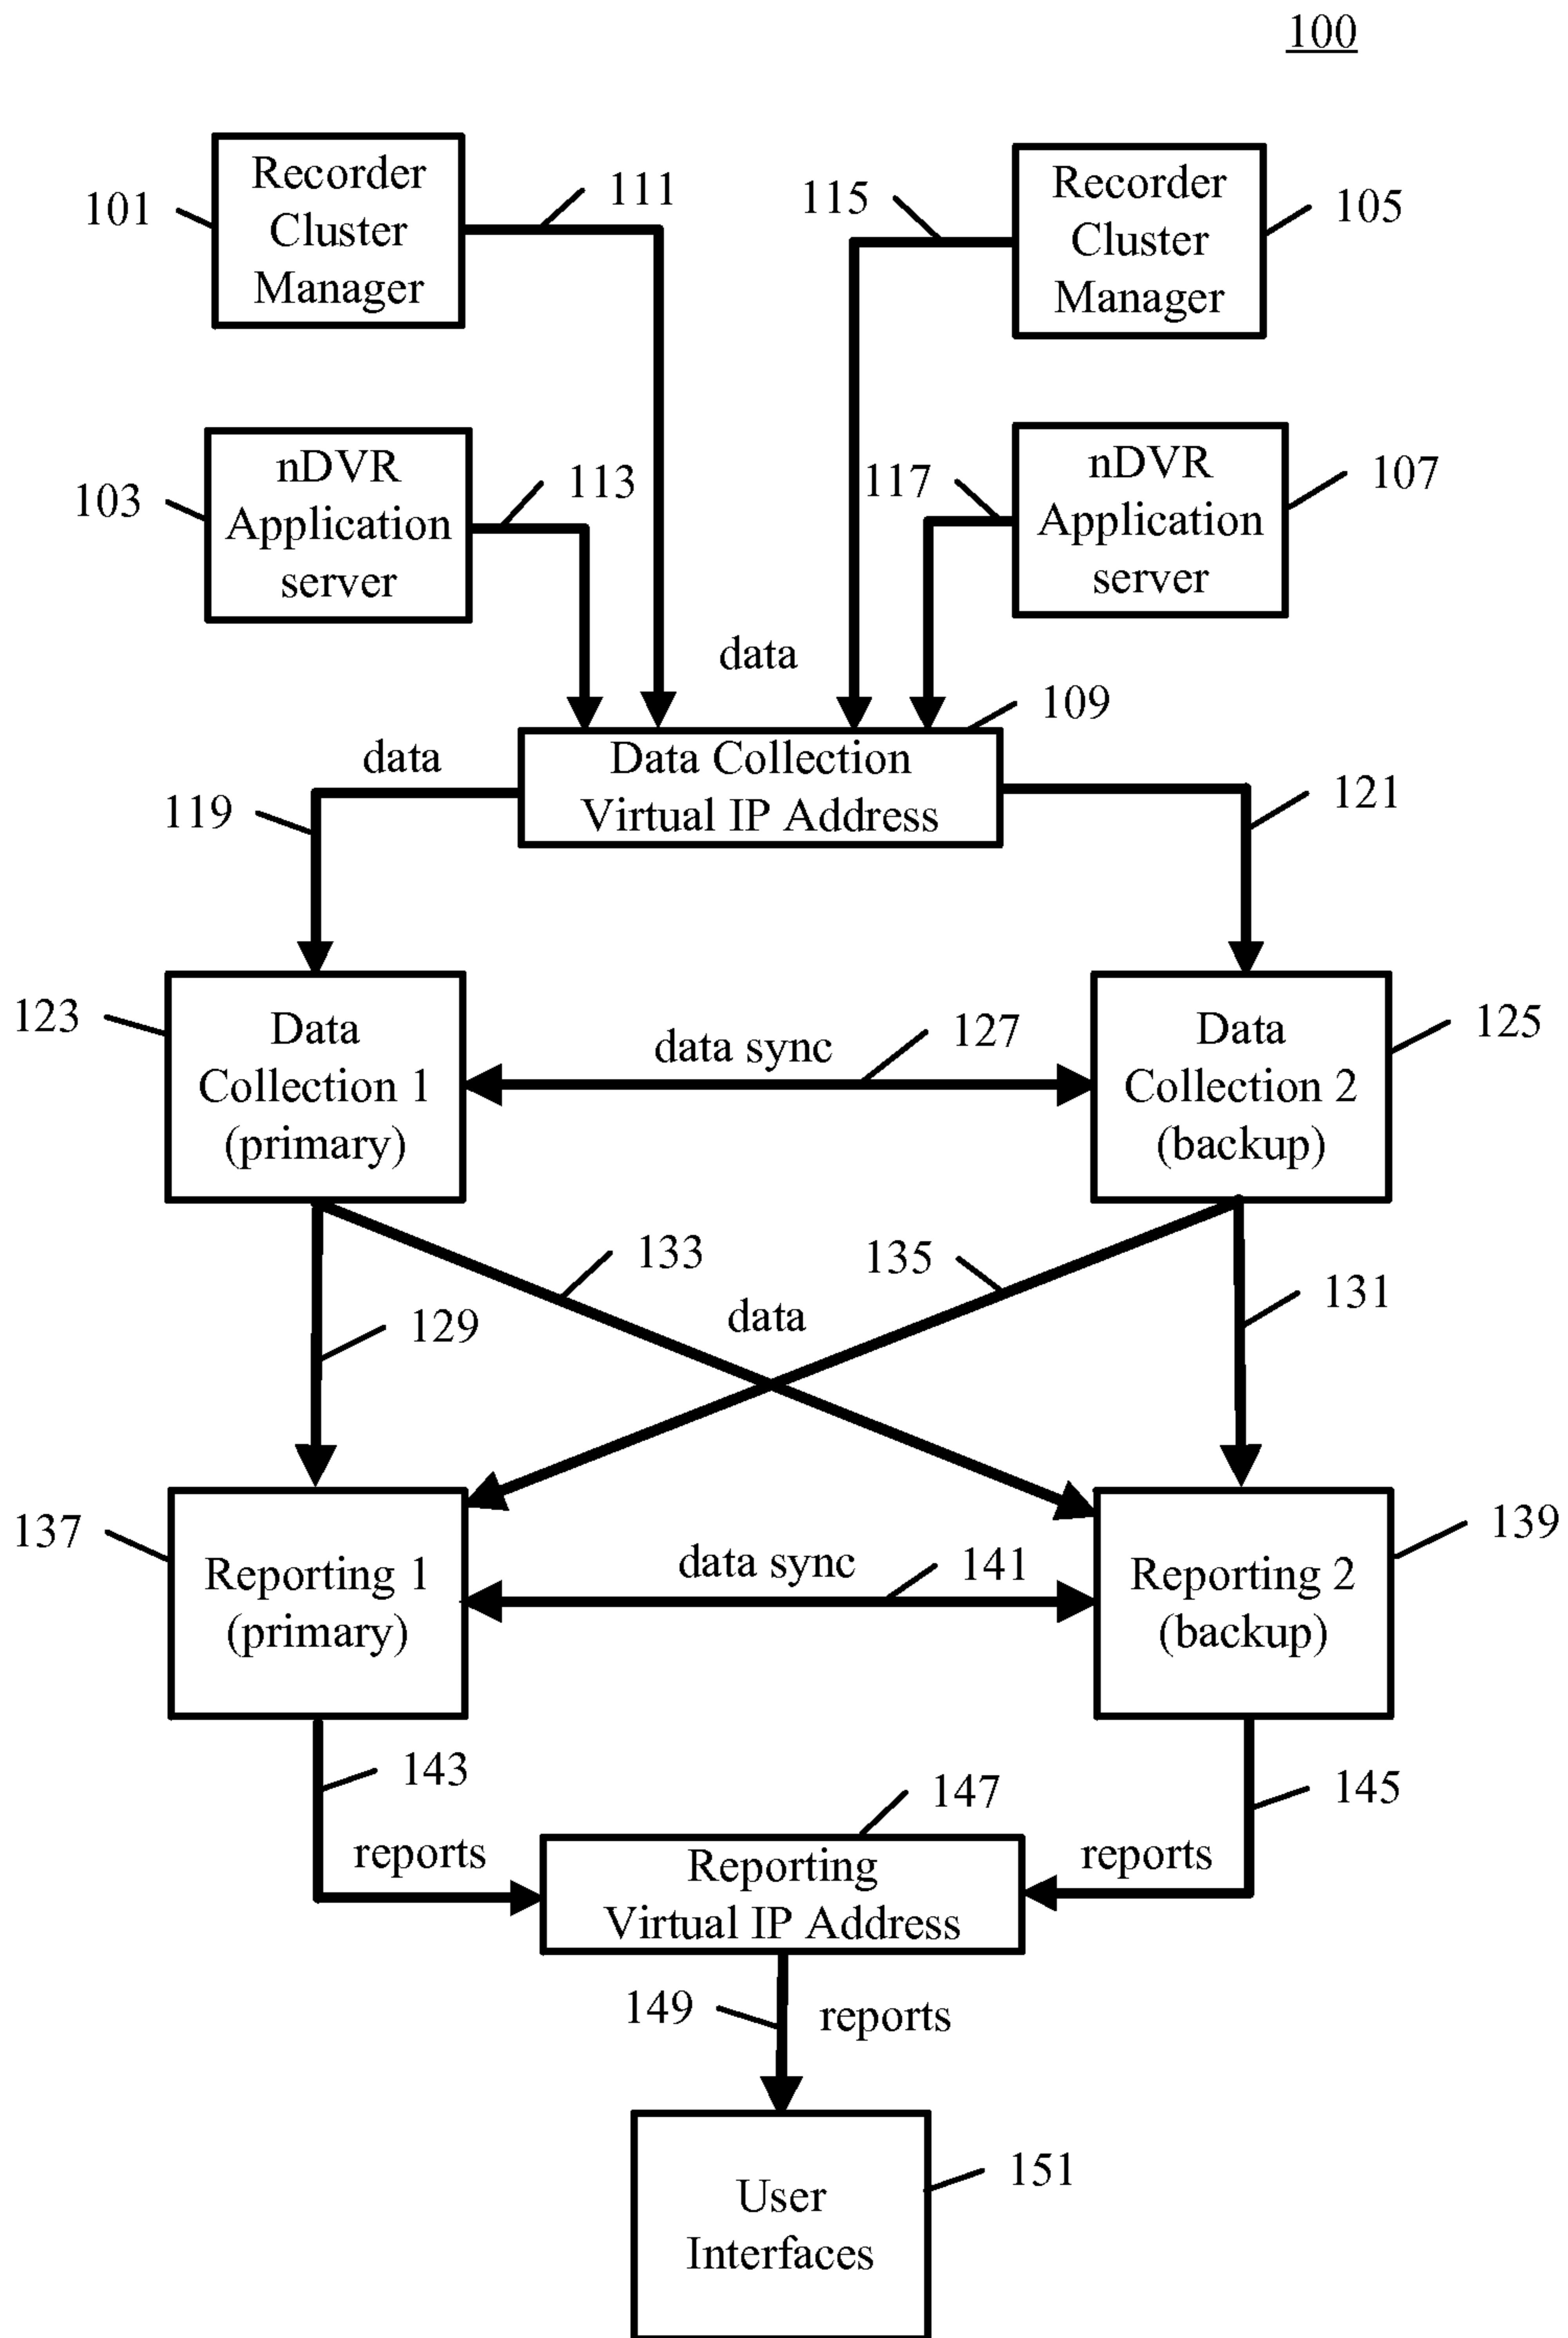 100
Recorder
Cluster
Manager
101
111
115
Recorder
Cluster
Manager
105
nDVR
Application
server
103
113
117
nDVR
Application
server
107
data
109
data
Data Collection
Virtual IP Address
119
121
123
Data
Collection 1
(primary)
data sync
127
Data
Collection 2
(backup)
125
133
135
data
129
131
137
Reporting 1
(primary)
data sync
141
Reporting 2
(backup)
139
143
147
145
reports
Reporting
Virtual IP Address
reports
149
reports
User
Interfaces
151